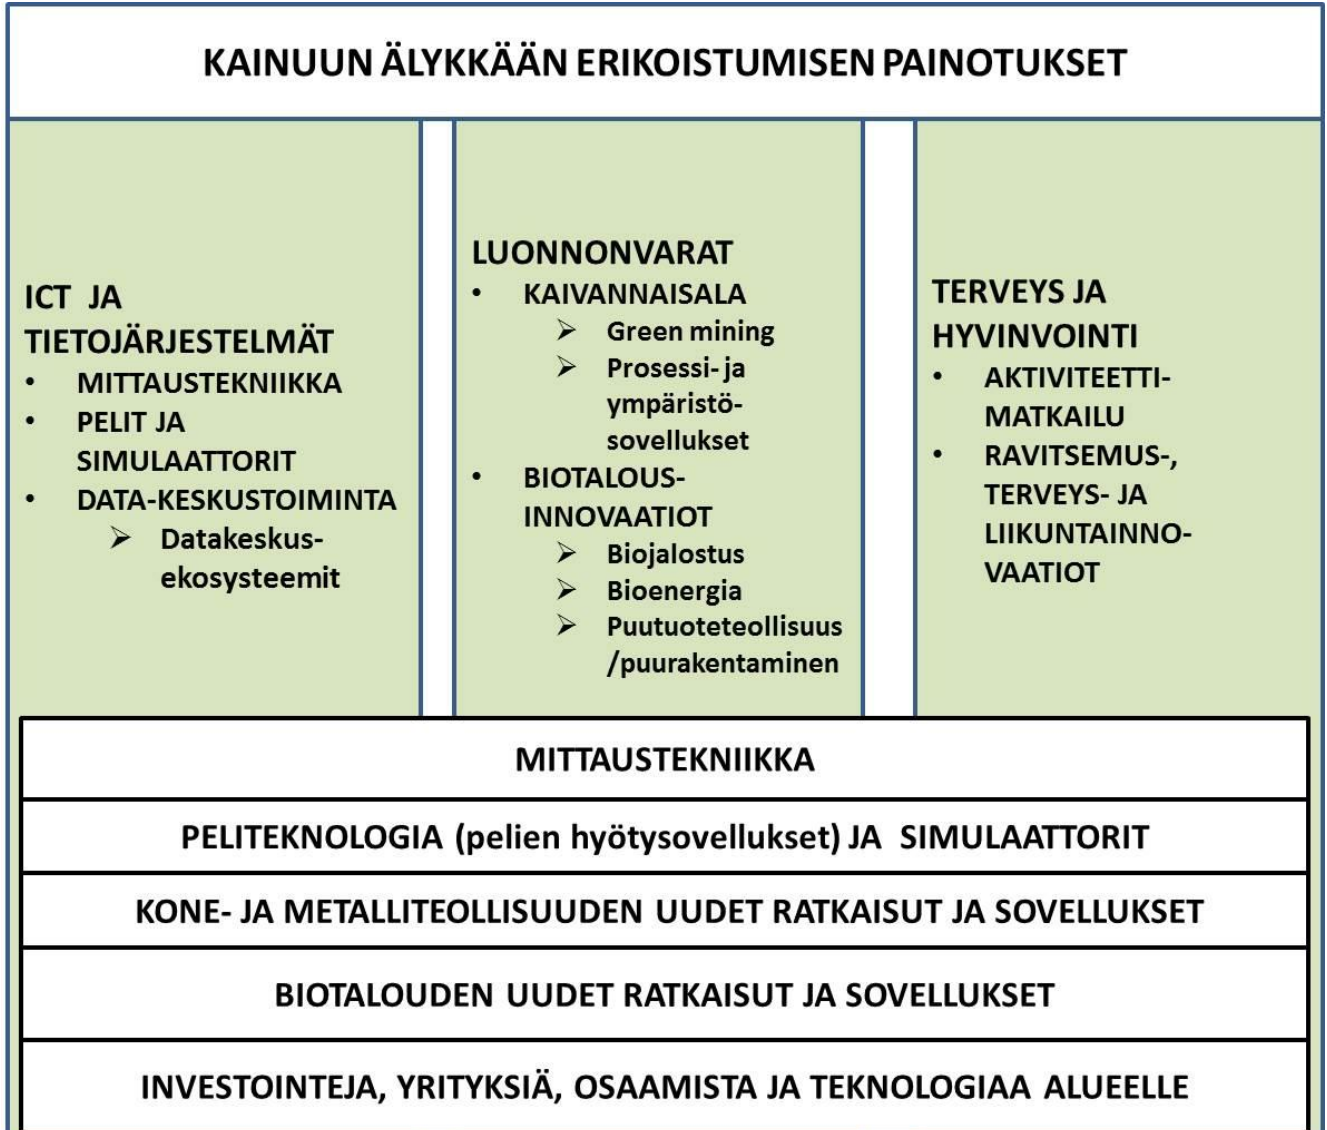 KAINUUN ÄLYKKÄÄN ERIKOISTUMISEN PAINOTUKSET
ICT JA
TIETOJÄRJESTELMÄT
• MITTAUSTEKNIIKKA
• PELIT JA
SIMULAATTORIT
• DATA-KESKUSTOIMINTA
➢ Datakeskus-
ekosysteemit
LUONNONVARAT
• KAIVANNAISALA
➢ Green mining
➢ Prosessi- ja
ympäristö-
sovellukset
• BIOTALOUS-
INNOVAATIOT
➢ Biojalostus
➢ Bioenergia
➢ Puutuoteteollisuus
/puurakentaminen
TERVEYS JA
HYVINVOINTI
• AKTIVITEETTI-
MATKAILU
• RAVITSEMUS-,
TERVEYS- JA
LIIKUNTAINNO-
VAATIOT
MITTAUSTEKNIIKKA
PELITEKNOLOGIA (pelien hyötysovellukset) JA SIMULAATTORIT
KONE- JA METALLITEOLLISUUDEN UUDET RATKAISUT JA SOVELLUKSET
BIOTALOUDEN UUDET RATKAISUT JA SOVELLUKSET
INVESTOINTEJA, YRITYKSIÄ, OSAAMISTA JA TEKNOLOGIAA ALUEELLE